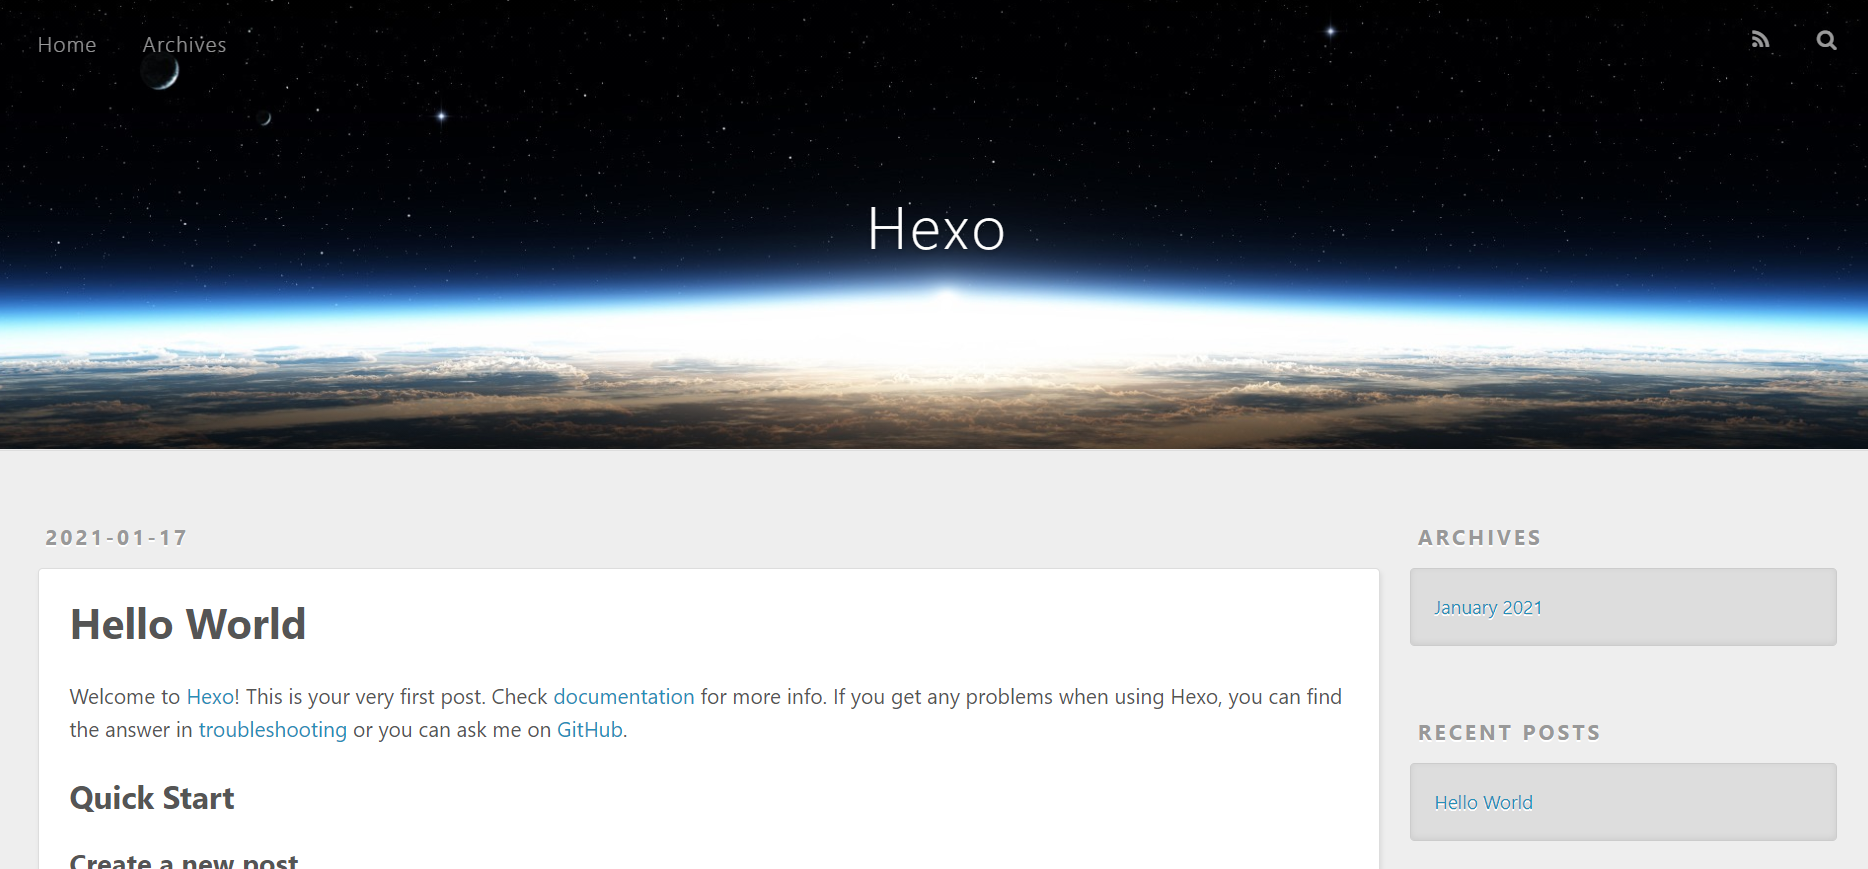 Home
Archives
Hexo
2021-01-17
Hello World
Welcome to Hexo! This is your very first post. Check documentation for more info. If you get any problems when using Hexo, you can find
the answer in troubleshooting or you can ask me on GitHub.
Quick Start
Create a new post
ARCHIVES
January 2021
RECENT POSTS
Hello World